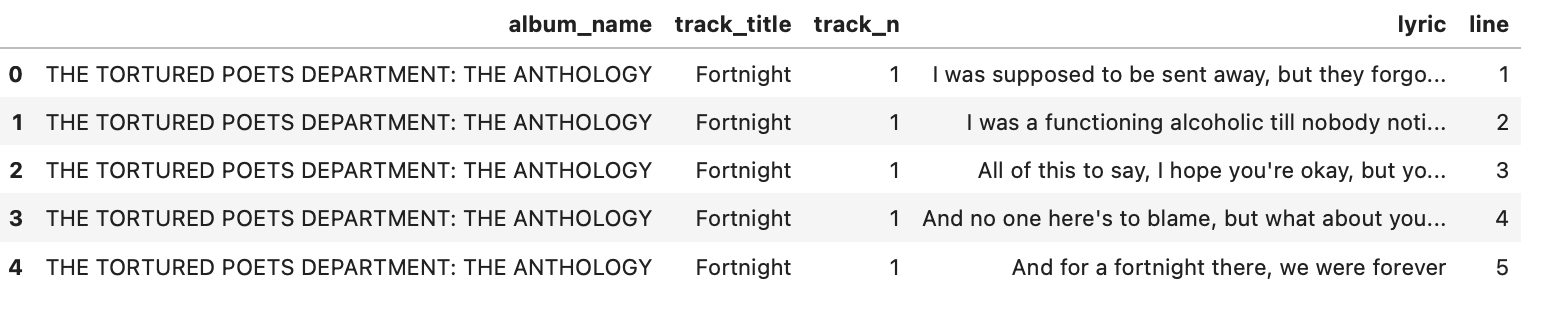 album_name track_title track_n lyric line
0 THE TORTURED POETS DEPARTMENT: THE ANTHOLOGY Fortnight 1 I was supposed to be sent away, but they forgo... 1
1 THE TORTURED POETS DEPARTMENT: THE ANTHOLOGY Fortnight 1 I was a functioning alcoholic till nobody noti... 2
2 THE TORTURED POETS DEPARTMENT: THE ANTHOLOGY Fortnight 1 All of this to say, I hope you're okay, but yo... 3
3 THE TORTURED POETS DEPARTMENT: THE ANTHOLOGY Fortnight 1 And no one here's to blame, but what about you... 4
4 THE TORTURED POETS DEPARTMENT: THE ANTHOLOGY Fortnight 1 And for a fortnight there, we were forever 5